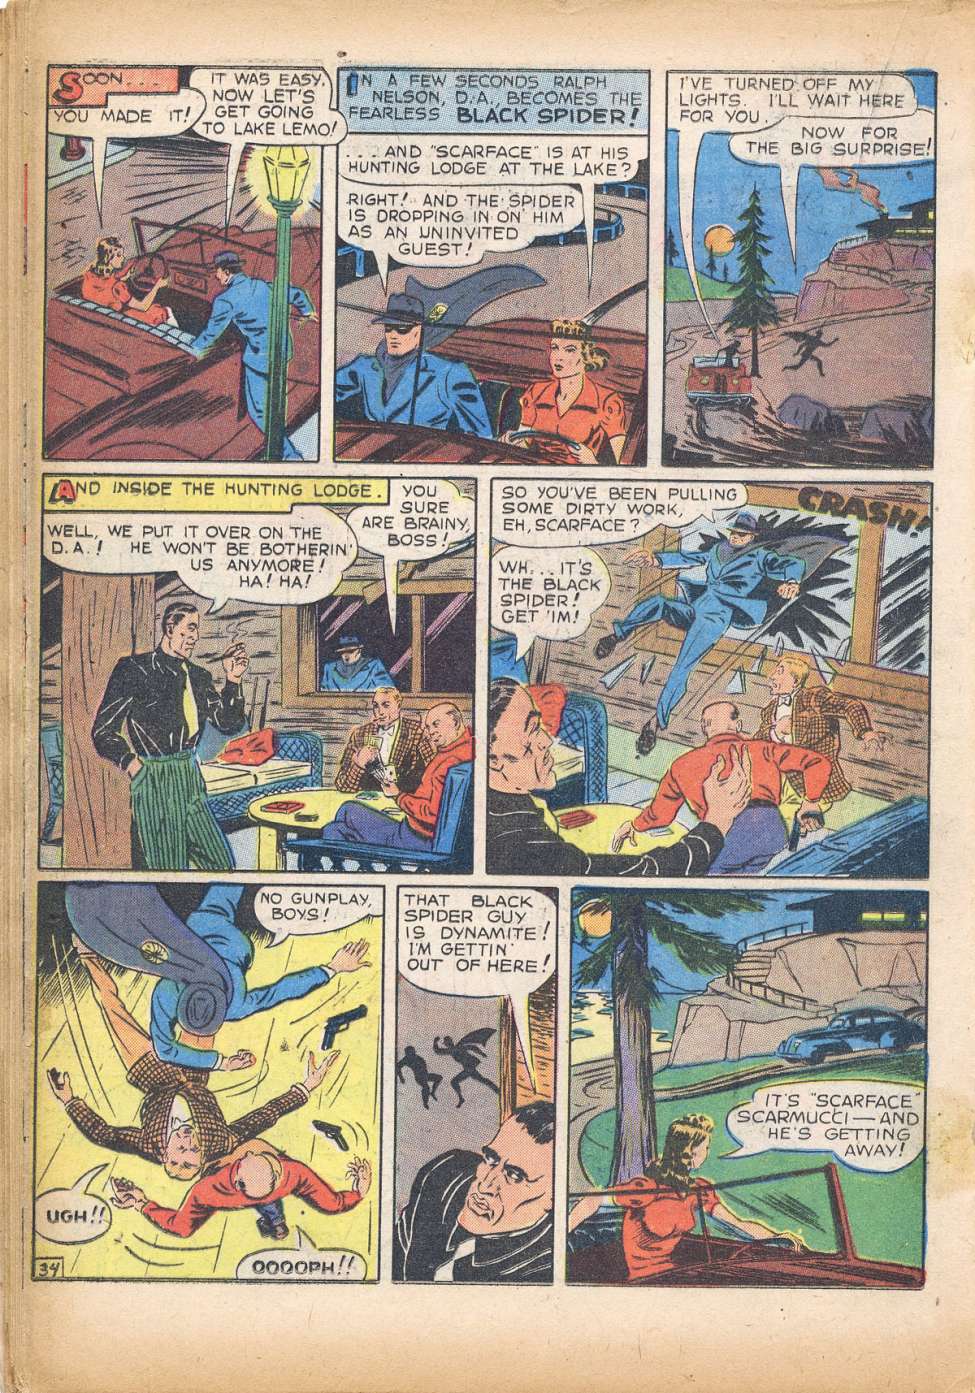 SOON....
YOU MADE IT!
IT WAS EASY.
NOW LET'S
GET GOING
TO LAKE LEMO!
IN A FEW SECONDS RALPH
NELSON, D.A., BECOMES THE
FEARLESS BLACK SPIDER!
...AND "SCARFACE" IS AT HIS
HUNTING LODGE AT THE LAKE?
RIGHT! AND THE SPIDER
IS DROPPING IN ON HIM
AS AN UNINVITED
GUEST!
I'VE TURNED OFF MY
LIGHTS. I'LL WAIT HERE
FOR YOU.
NOW FOR
THE BIG SURPRISE!
AND INSIDE THE HUNTING LODGE.
WELL, WE PUT IT OVER ON THE
D.A.! HE WON'T BE BOTHERIN'
US ANYMORE!
HA! HA!
YOU
SURE
ARE BRAINY,
BOSS!
SO YOU'VE BEEN PULLING
SOME DIRTY WORK,
EH, SCARFACE?
CRASH!
WH...IT'S
THE BLACK
SPIDER!
GET 'IM!
NO GUNPLAY,
BOYS!
UGH!!
OOOOPH!!
34
THAT BLACK
SPIDER GUY
IS DYNAMITE!
I'M GETTIN'
OUT OF HERE!
IT'S "SCARFACE"
SCARMUCCI—AND
HE'S GETTING
AWAY!